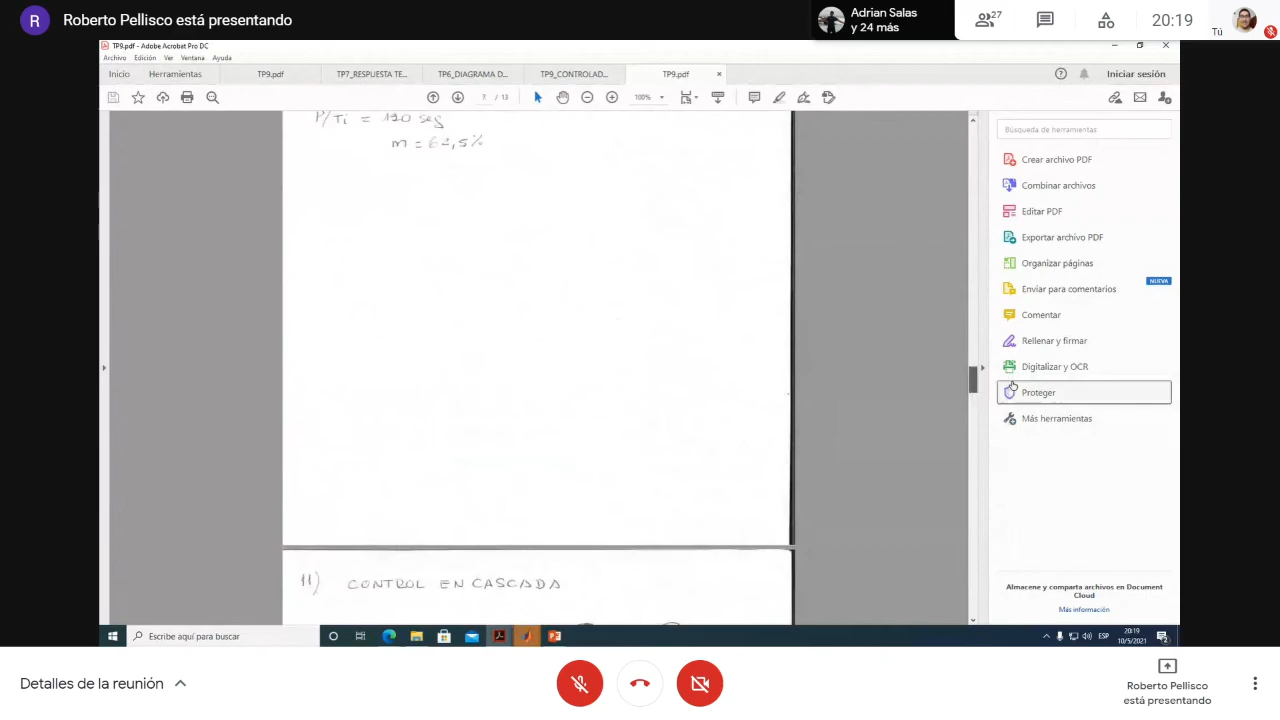 R
Roberto Pellisco está presentando
Adrian Salas
y 24 más
27
20:19
Tú
TP9.pdf - Adobe Acrobat Pro DC
Archivo Edición Ver Ventana Ayuda
Inicio Herramientas TP9.pdf TP7_RESPUESTA TE... TP6_DIAGRAMA D... TP9_CONTROLAD... TP9.pdf × Iniciar sesión
7 / 13 100%
P/Ti = 120 seg
m = 62,5%
11) CONTROL EN CASCADA
Búsqueda de herramientas
Crear archivo PDF
Combinar archivos
Editar PDF
Exportar archivo PDF
Organizar páginas
NUEVA
Enviar para comentarios
Comentar
Rellenar y firmar
Digitalizar y OCR
Proteger
Más herramientas
Almacene y comparta archivos en Document
Cloud
Más información
Escribe aquí para buscar
ESP
20:19
10/5/2021
2
Detalles de la reunión
Roberto Pellisco
está presentando